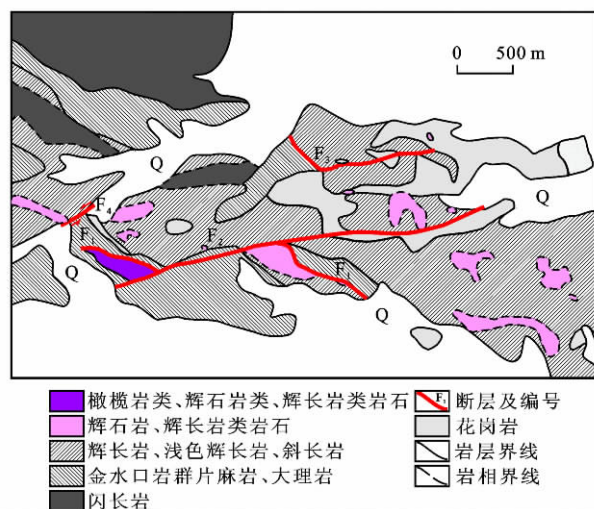 0 500 m
F₃
Q
Q
F₄
F
F₂
Q
F₁
Q
橄榄岩类、辉石岩类、辉长岩类岩石
F₁ 断层及编号
辉石岩、辉长岩类岩石
花岗岩
辉长岩、浅色辉长岩、斜长岩
岩层界线
金水口岩群片麻岩、大理岩
岩相界线
闪长岩